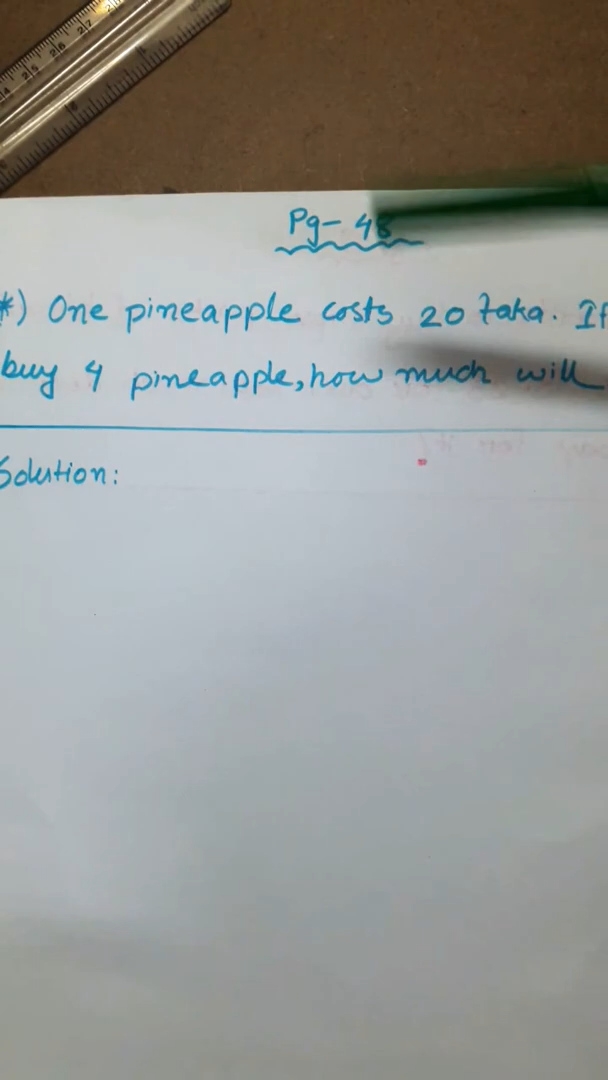 Pg- 48
*) One pineapple costs 20 taka. If
buy 4 pineapple, how much will
Solution: